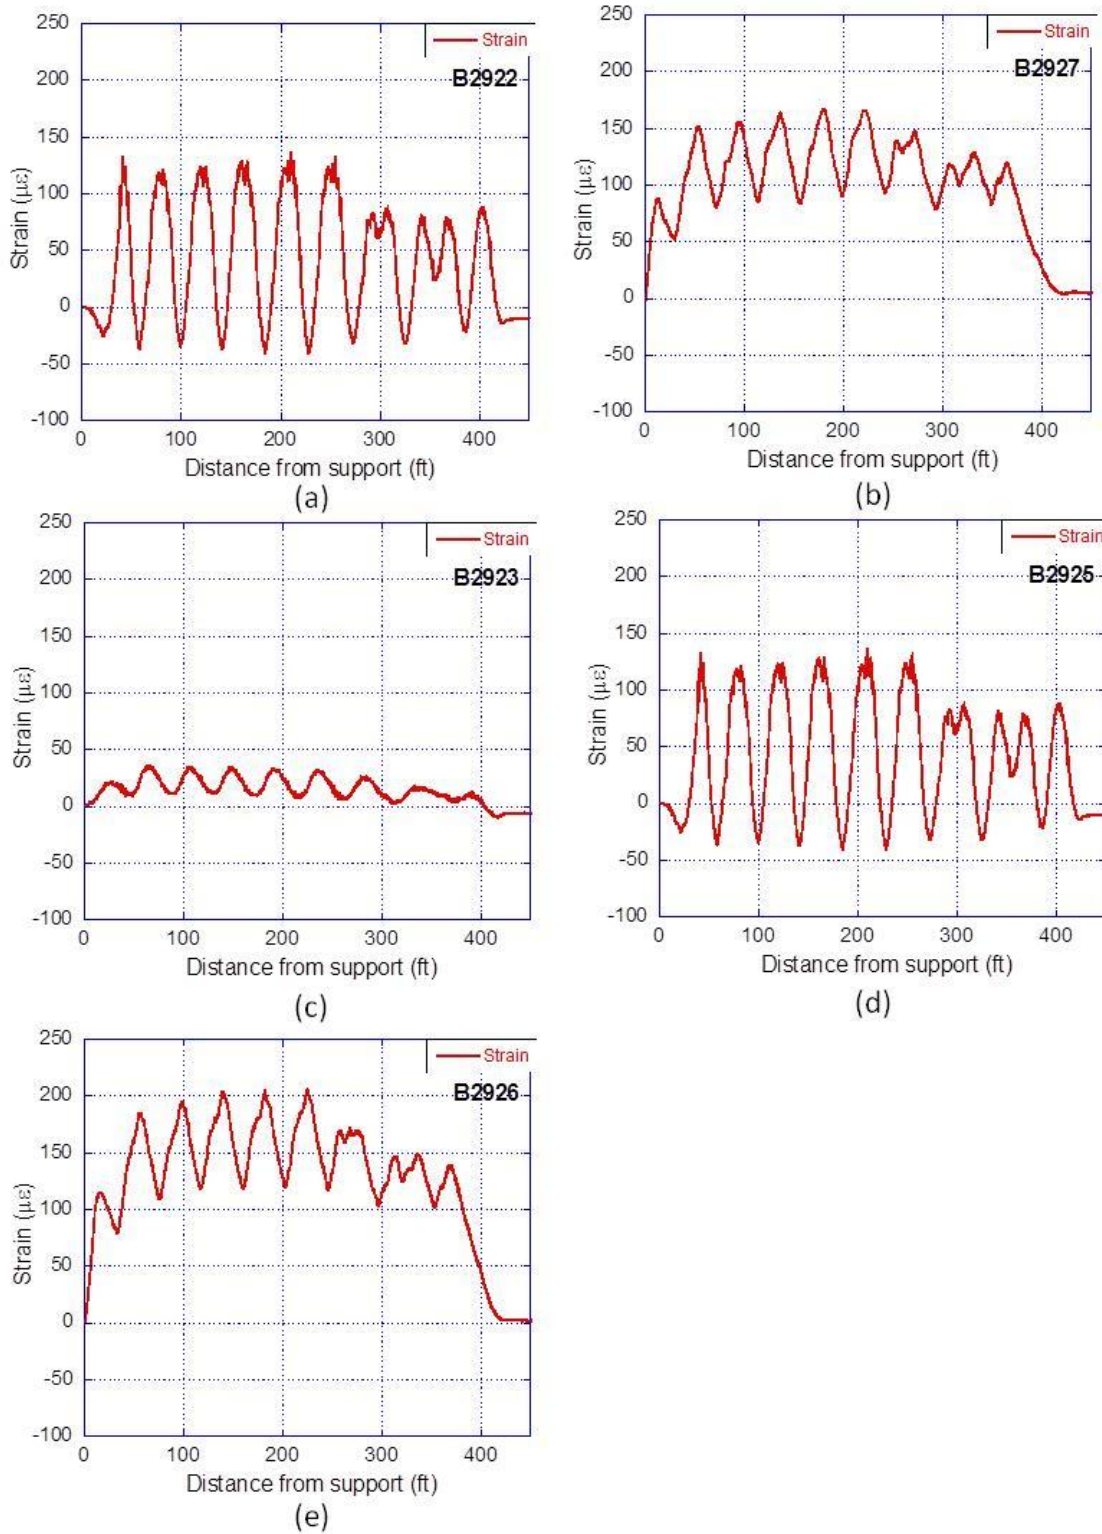 250
200
150
100
50
0
-50
-100
Strain (με)
Strain
B2922
0 100 200 300 400
Distance from support (ft)
(a)
250
200
150
100
50
0
-50
-100
Strain (με)
Strain
B2927
0 100 200 300 400
Distance from support (ft)
(b)
250
200
150
100
50
0
-50
-100
Strain (με)
Strain
B2923
0 100 200 300 400
Distance from support (ft)
(c)
250
200
150
100
50
0
-50
-100
Strain (με)
Strain
B2925
0 100 200 300 400
Distance from support (ft)
(d)
250
200
150
100
50
0
-50
-100
Strain (με)
Strain
B2926
0 100 200 300 400
Distance from support (ft)
(e)